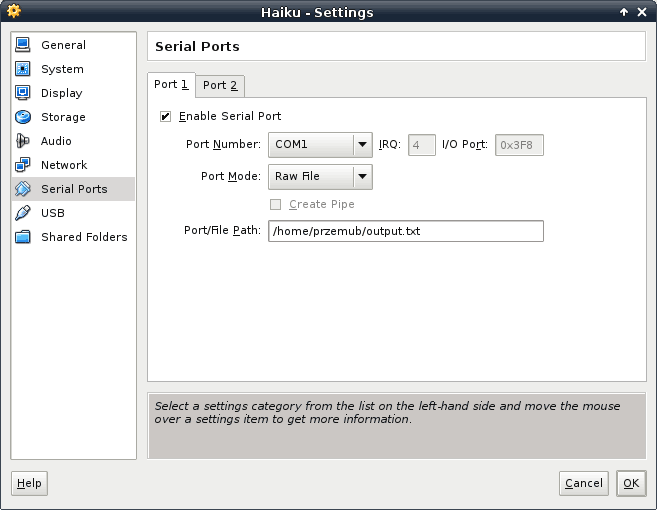 Haiku - Settings
General
System
Display
Storage
Audio
Network
Serial Ports
USB
Shared Folders
Serial Ports
Port 1 Port 2
Enable Serial Port
Port Number: COM1 IRQ: 4 I/O Port: 0x3F8
Port Mode: Raw File
Create Pipe
Port/File Path: /home/przemub/output.txt
Select a settings category from the list on the left-hand side and move the mouse
over a settings item to get more information.
Help Cancel OK